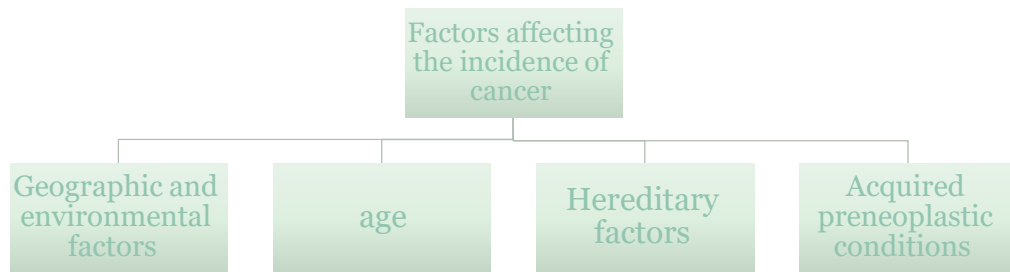 Factors affecting
the incidence of
cancer
Geographic and
environmental
factors
age
Hereditary
factors
Acquired
preneoplastic
conditions